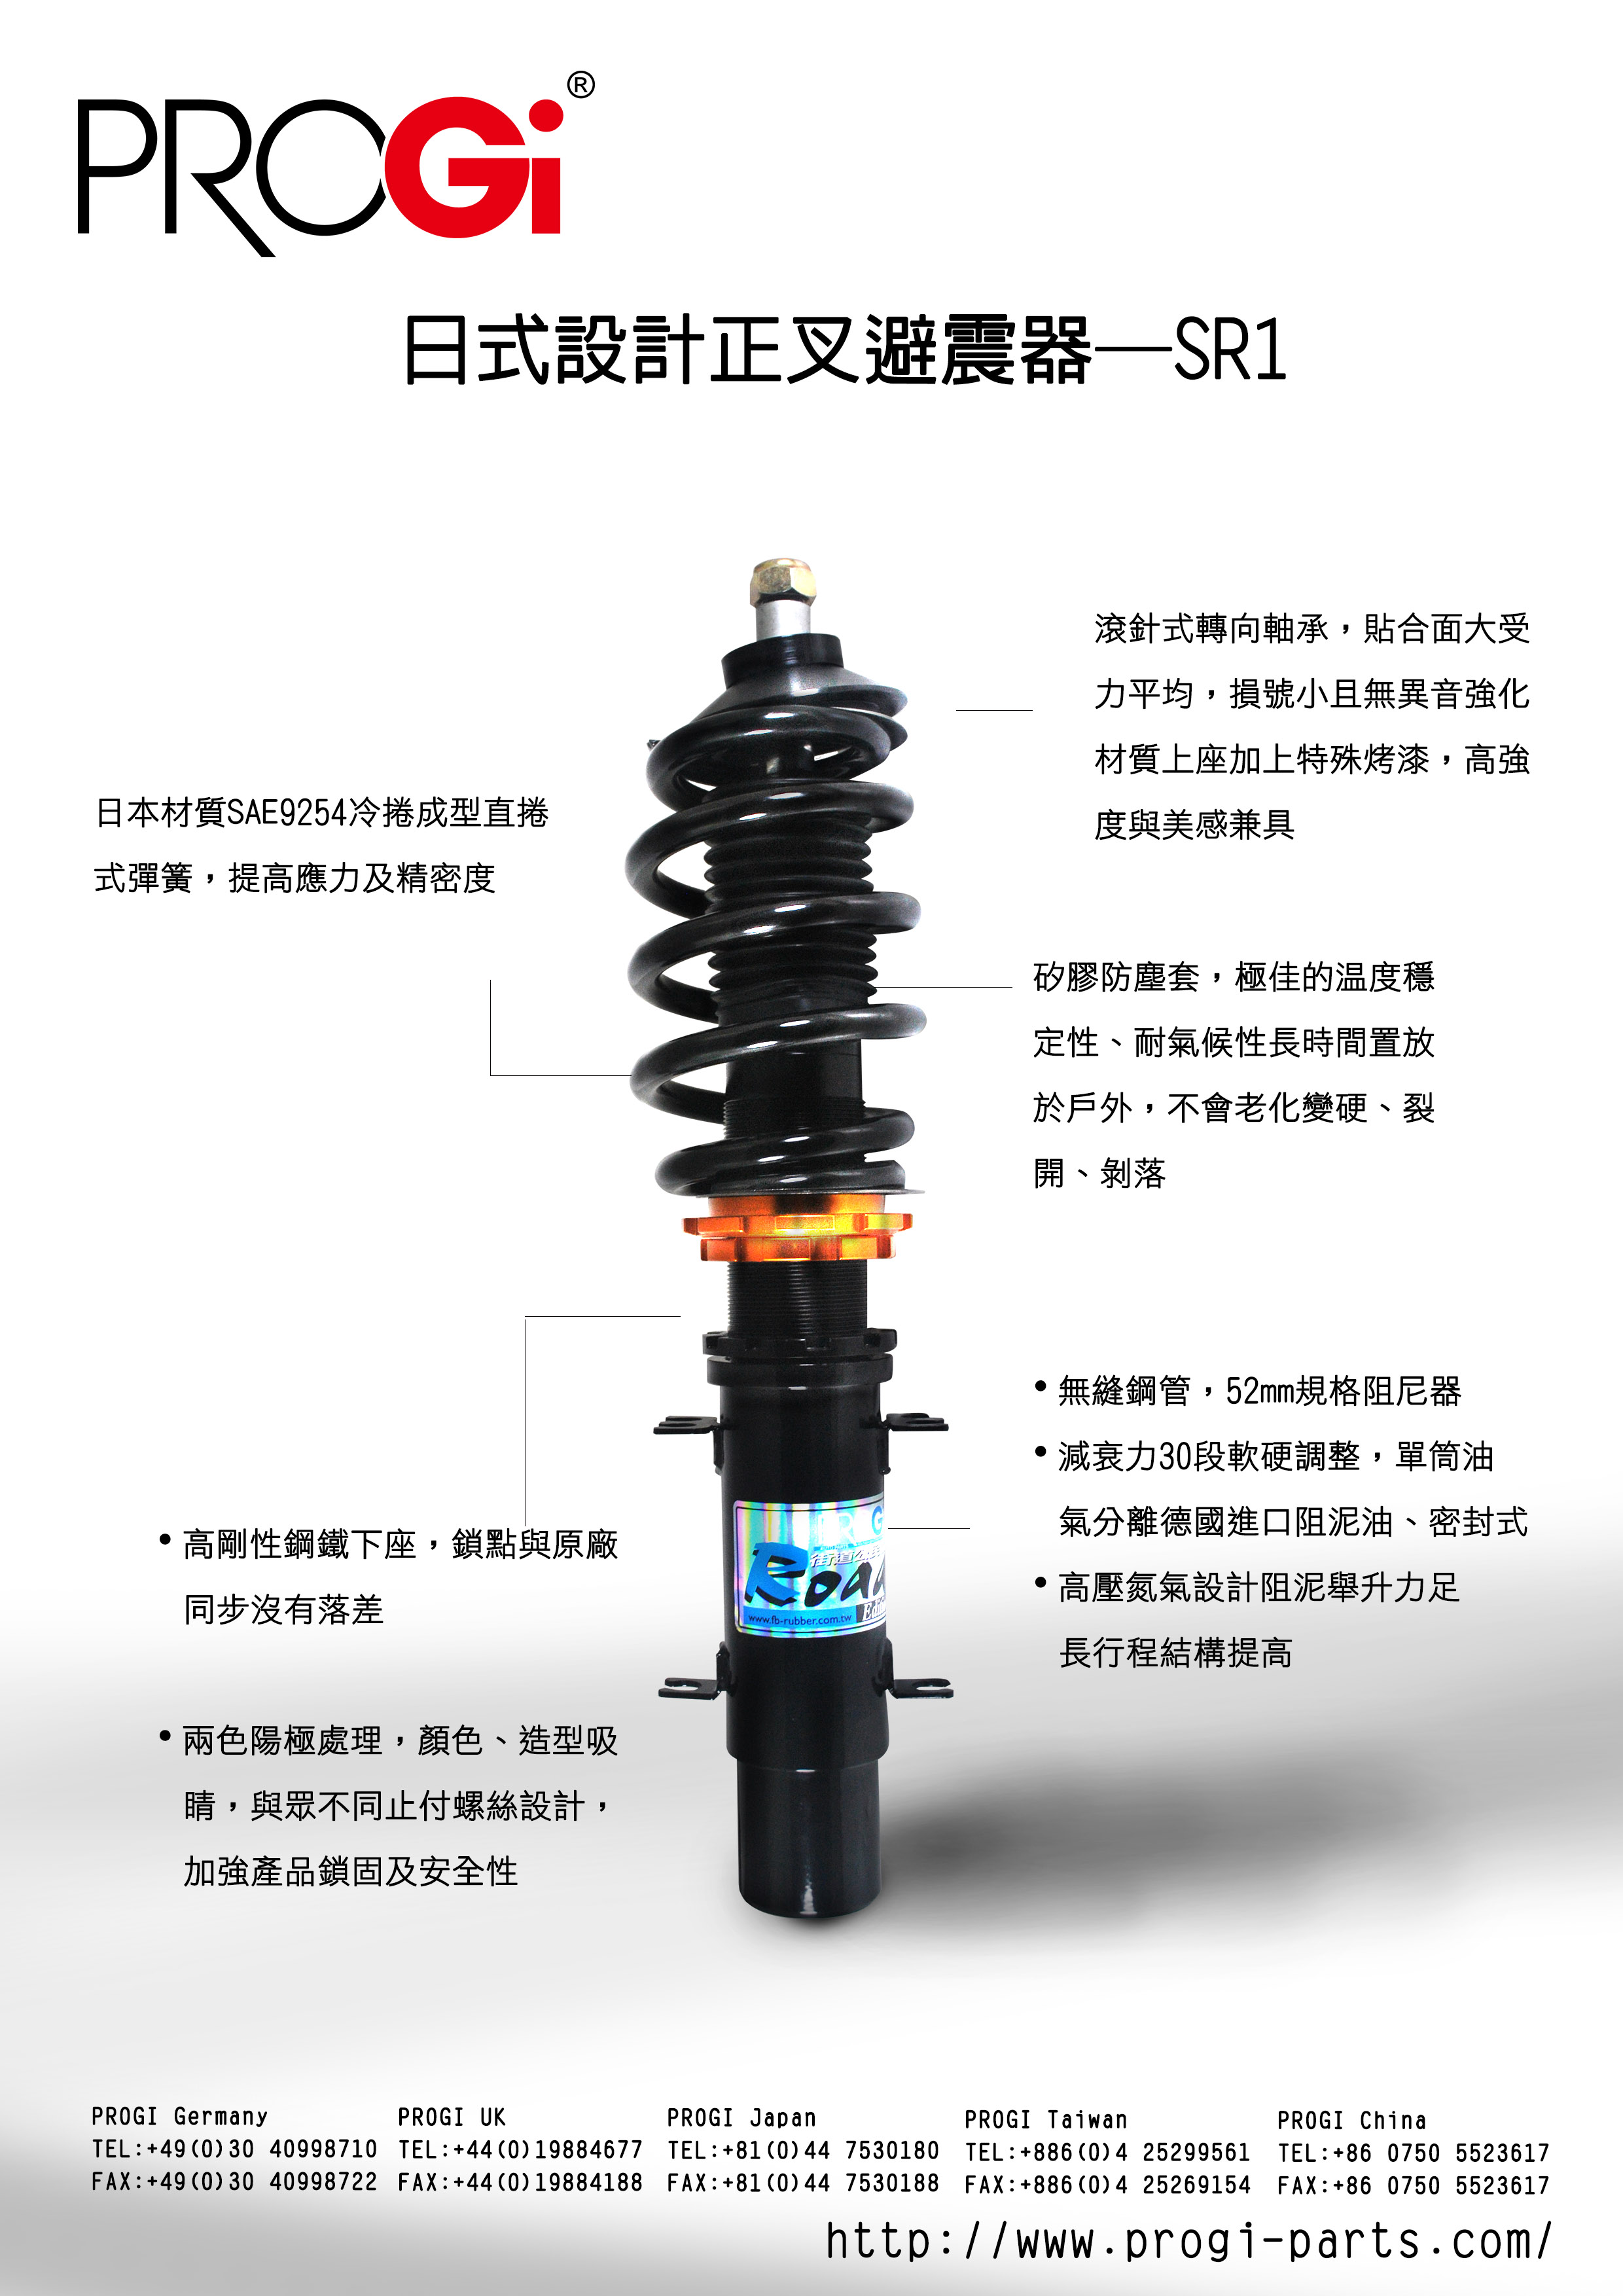 PROGi®
日式設計正叉避震器—SR1
滾針式轉向軸承，貼合面大受
力平均，損號小且無異音強化
材質上座加上特殊烤漆，高強
度與美感兼具
日本材質SAE9254冷捲成型直捲
式彈簧，提高應力及精密度
矽膠防塵套，極佳的温度穩
定性、耐氣候性長時間置放
於戶外，不會老化變硬、裂
開、剝落
• 無縫鋼管，52mm規格阻尼器
• 減衰力30段軟硬調整，單筒油
氣分離德國進口阻泥油、密封式
• 高壓氮氣設計阻泥舉升力足
長行程結構提高
• 高剛性鋼鐵下座，鎖點與原廠
同步沒有落差
• 兩色陽極處理，顏色、造型吸
睛，與眾不同止付螺絲設計，
加強產品鎖固及安全性
Road
www.fb-rubber.com.tw
PROGI Germany
TEL:+49(0)30 40998710
FAX:+49(0)30 40998722
PROGI UK
TEL:+44(0)19884677
FAX:+44(0)19884188
PROGI Japan
TEL:+81(0)44 7530180
FAX:+81(0)44 7530188
PROGI Taiwan
TEL:+886(0)4 25299561
FAX:+886(0)4 25269154
PROGI China
TEL:+86 0750 5523617
FAX:+86 0750 5523617
http://www.progi-parts.com/